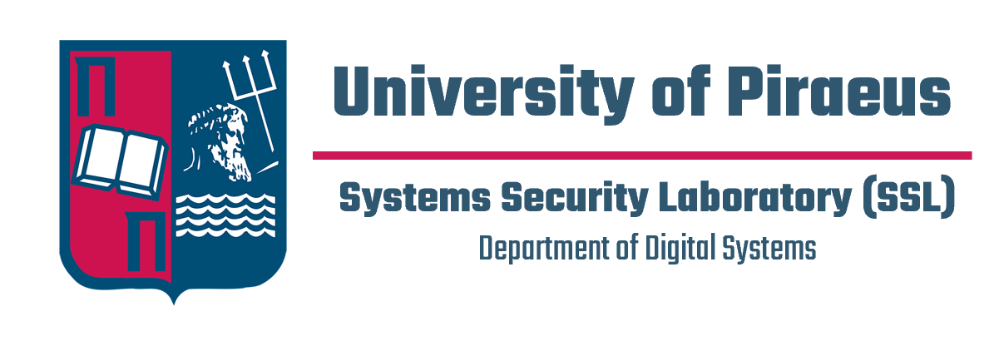 Π
Π
University of Piraeus
Systems Security Laboratory (SSL)
Department of Digital Systems